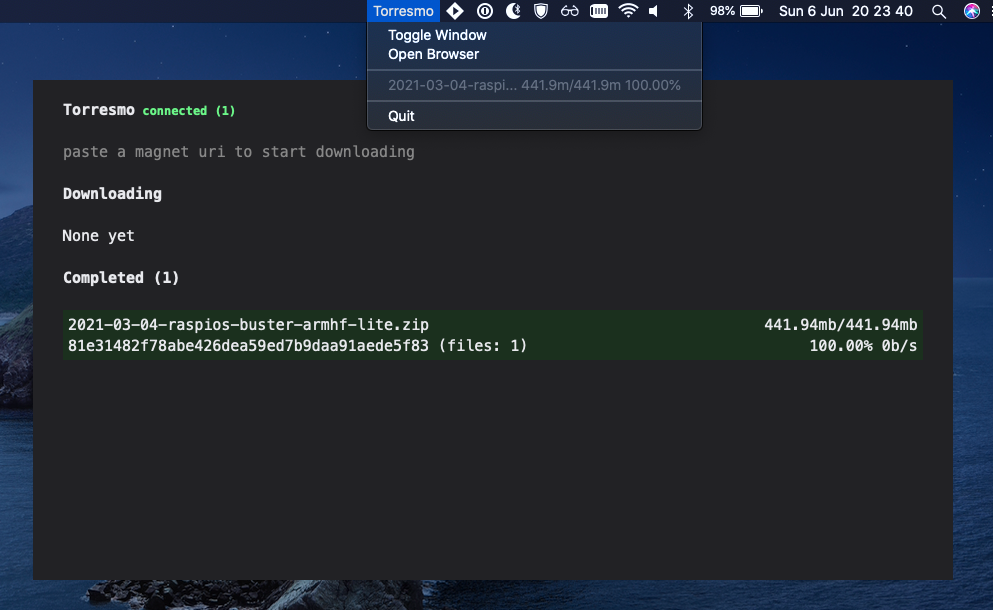 Torresmo 98% Sun 6 Jun 20 23 40
Toggle Window
Open Browser
2021-03-04-raspi... 441.9m/441.9m 100.00%
Quit
Torresmo connected (1)
paste a magnet uri to start downloading
Downloading
None yet
Completed (1)
2021-03-04-raspios-buster-armhf-lite.zip 441.94mb/441.94mb
81e31482f78abe426dea59ed7b9daa91aede5f83 (files: 1) 100.00% 0b/s